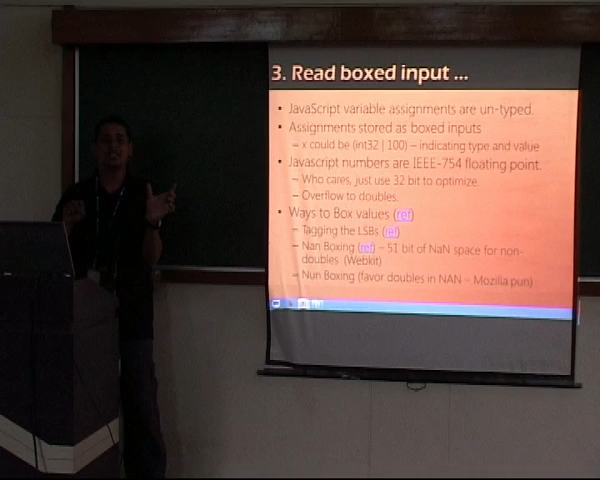 3. Read boxed input ...
• JavaScript variable assignments are un-typed.
• Assignments stored as boxed inputs
– x could be (int32 | 100) – indicating type and value
• Javascript numbers are IEEE-754 floating point.
– Who cares, just use 32 bit to optimize.
– Overflow to doubles.
• Ways to Box values (ref)
– Tagging the LSBs (ref)
– Nan Boxing (ref) – 51 bit of NaN space for non-
doubles (Webkit)
– Nun Boxing (favor doubles in NAN – Mozilla pun)